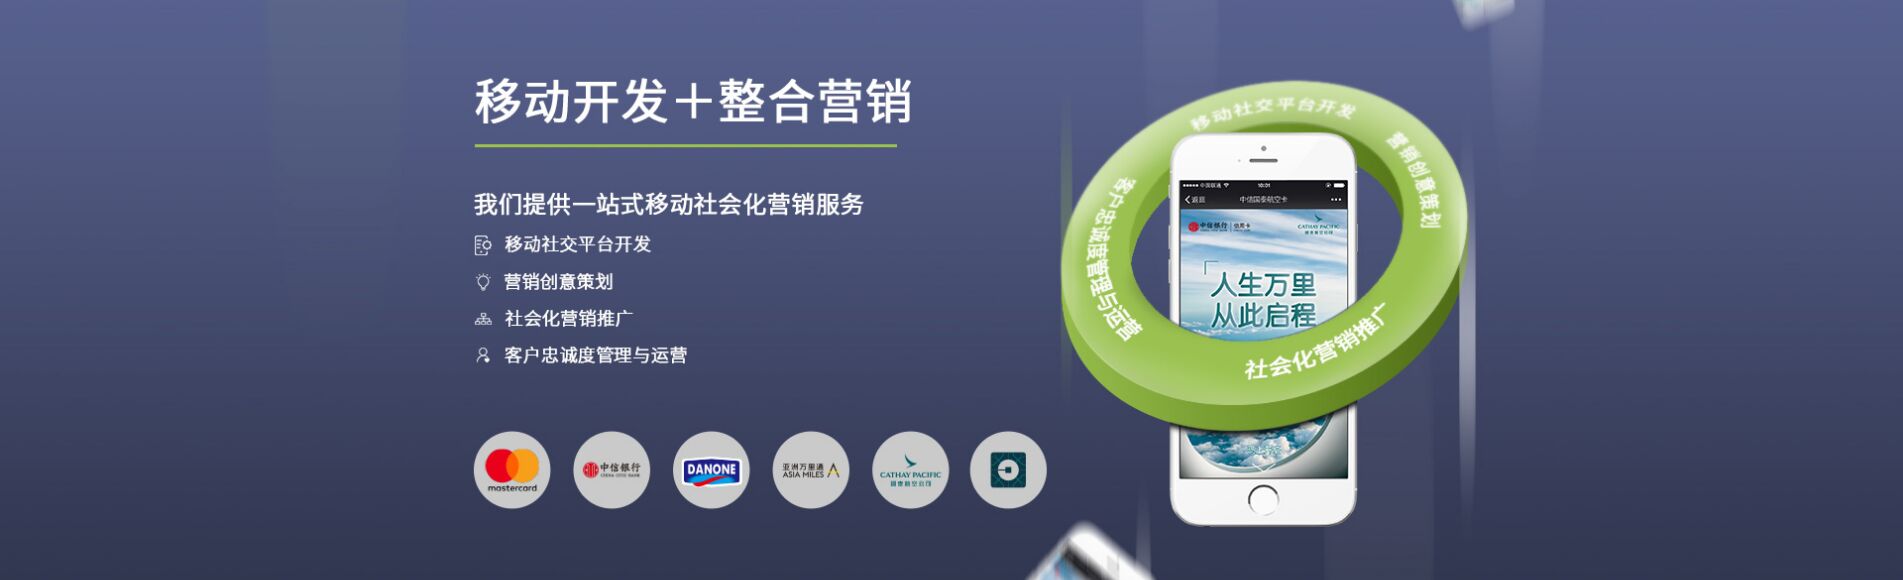 移动开发＋整合营销
我们提供一站式移动社会化营销服务
移动社交平台开发
营销创意策划
社会化营销推广
客户忠诚度管理与运营
mastercard
中信银行
CHINA CITIC BANK
DANONE
亚洲万里通
ASIA MILES
CATHAY PACIFIC
国泰航空公司
移动社交平台开发
营销创意策划
客户忠诚度管理与运营
社会化营销推广
中国联通
10:01
返回
中信国泰航空卡
中信银行
信用卡
CATHAY PACIFIC
国泰航空公司
「人生万里
从此启程